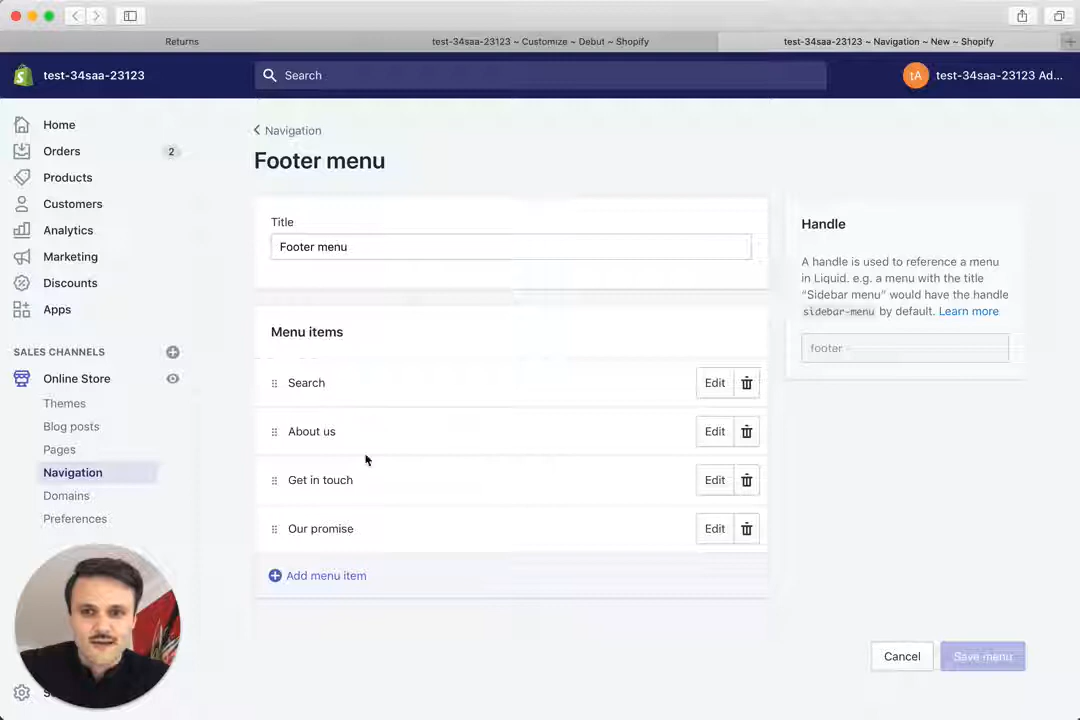 Returns
test-34saa-23123 ~ Customize ~ Debut ~ Shopify
test-34saa-23123 ~ Navigation ~ New ~ Shopify
test-34saa-23123
Search
tA
test-34saa-23123 Ad...
Home
Orders
2
Products
Customers
Analytics
Marketing
Discounts
Apps
SALES CHANNELS
Online Store
Themes
Blog posts
Pages
Navigation
Domains
Preferences
Navigation
Footer menu
Title
Footer menu
Menu items
Search
Edit
About us
Edit
Get in touch
Edit
Our promise
Edit
Add menu item
Handle
A handle is used to reference a menu
in Liquid. e.g. a menu with the title
“Sidebar menu” would have the handle
sidebar-menu by default. Learn more
footer
Cancel
Save menu